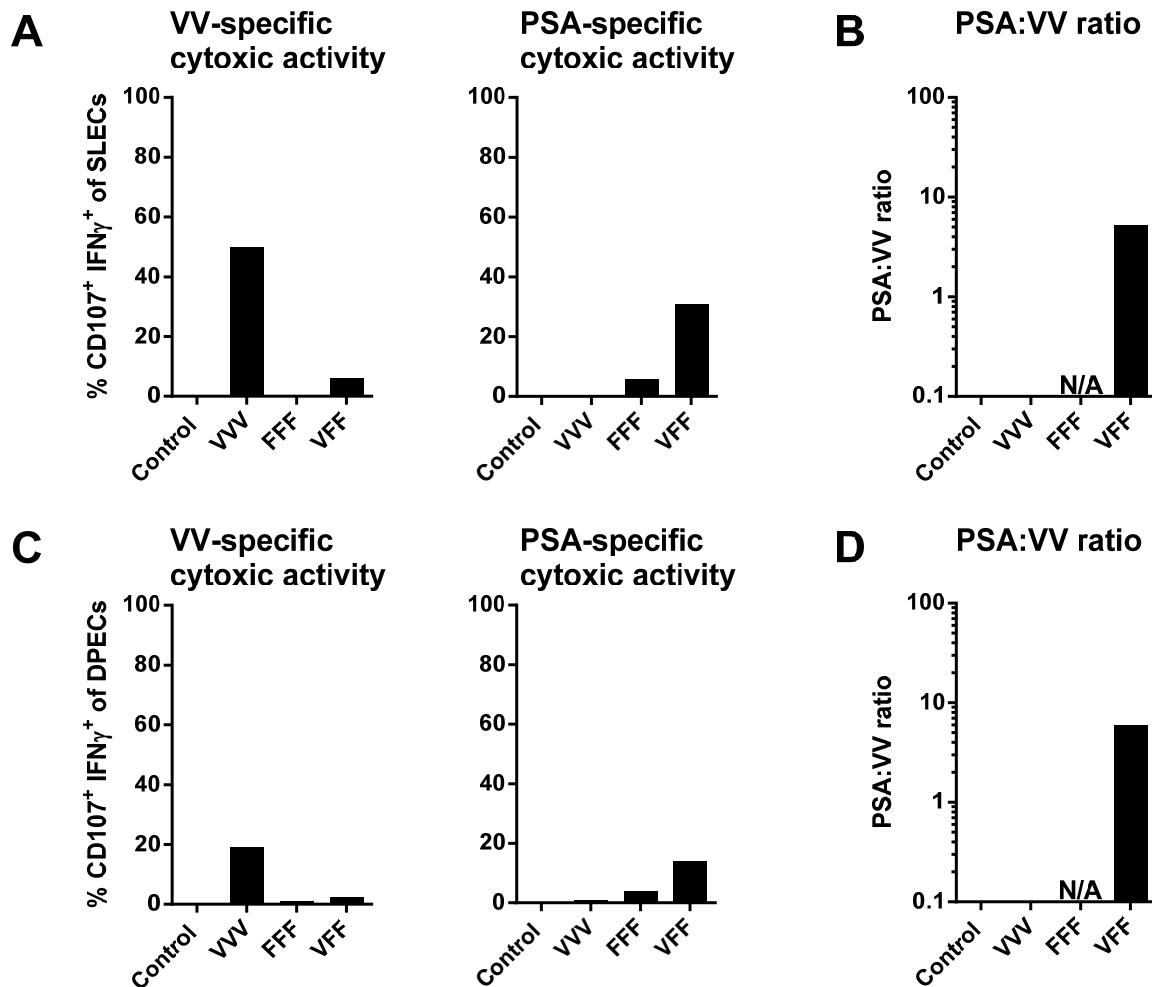 A
VV-specific
cytoxic activity
% CD107+ IFNγ+ of SLECs
100
80
60
40
20
0
Control
VVV
FFF
VFF
PSA-specific
cytoxic activity
100
80
60
40
20
0
Control
VVV
FFF
VFF
B
PSA:VV ratio
PSA:VV ratio
100
10
1
0.1
N/A
Control
VVV
FFF
VFF
C
VV-specific
cytoxic activity
% CD107+ IFNγ+ of DPECs
100
80
60
40
20
0
Control
VVV
FFF
VFF
PSA-specific
cytoxic activity
100
80
60
40
20
0
Control
VVV
FFF
VFF
D
PSA:VV ratio
PSA:VV ratio
100
10
1
0.1
N/A
Control
VVV
FFF
VFF